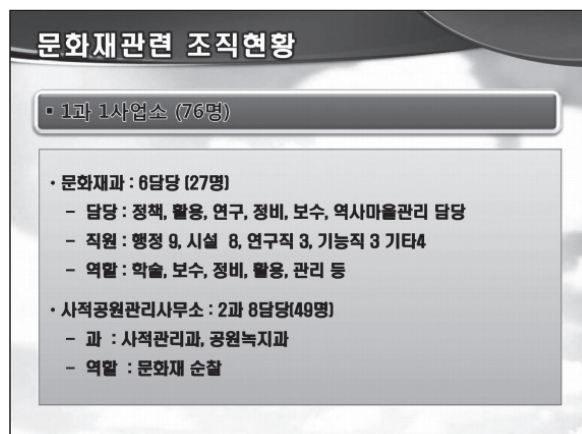 문화재관련 조직현황
▪ 1과 1사업소 (76명)
• 문화재과 : 6담당 (27명)
– 담당 : 정책, 활용, 연구, 정비, 보수, 역사마을관리 담당
– 직원 : 행정 9, 시설 8, 연구직 3, 기능직 3 기타4
– 역할 : 학술, 보수, 정비, 활용, 관리 등
• 사적공원관리사무소 : 2과 8담당(49명)
– 과 : 사적관리과, 공원녹지과
– 역할 : 문화재 순찰